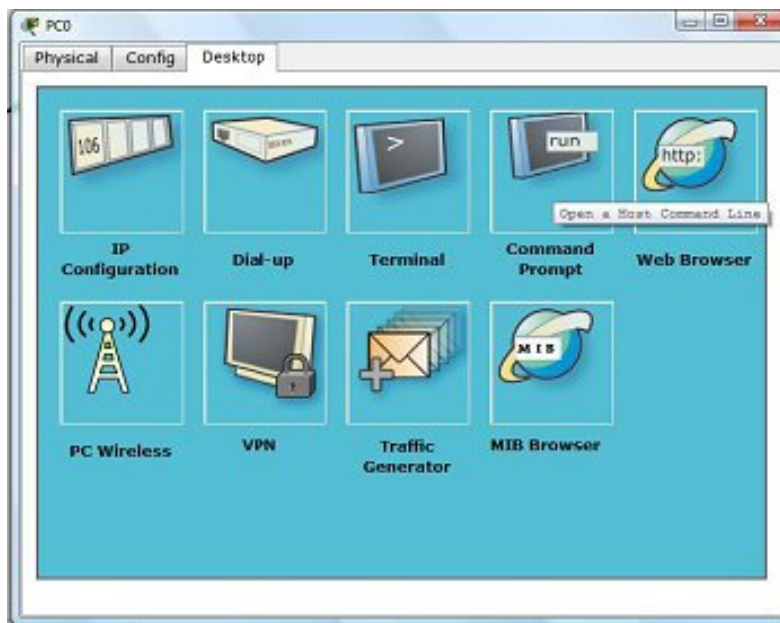 PC0
Physical
Config
Desktop
106
>
run
http:
Open a Host Command Line
IP
Configuration
Dial-up
Terminal
Command
Prompt
Web Browser
MIB
PC Wireless
VPN
Traffic
Generator
MIB Browser